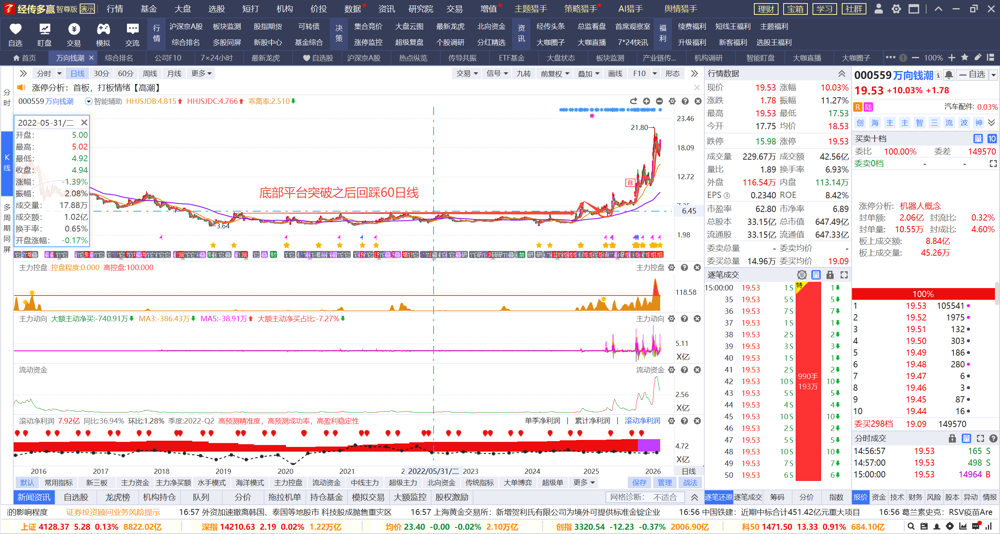 经传多赢 智尊版 演示 行情 基金 大盘 选股 短打 机构 价投 数据 资讯 研究院 交易 增值 主题猎手 策略猎手 AI猎手 舆情猎手 理财 宝箱 学习 社群
自选 盯盘 交易 模拟 交流
行情 沪深京A股 板块监测 股指期货 可转债 决策 集合竞价 大盘云图 最新龙虎 北向资金 资讯 经传头条 总监看盘 首席观察室 福利 续费福利 短线王福利 主题福利
综合排名 多股同屏 新股中心 基金综合 涨停监控 超级复盘 个股调研 分红精选 大咖圈子 大咖直播 7*24快讯 升级福利 新客福利 选股王福利
首页 万向钱潮 综合排名 公司F10 7×24小时 最新龙虎 自选股 沪深京A股 热点纵览 传导共振 ETF基金 大盘状态 板块监测 产业链传... 机构调研 智能盯盘 大咖直播 大咖圈子 100%
分时
K线
多周期同屏
分时 日线 30分 60分 周线 月线 更多 交易 信号 九转 前复权 叠加 画线 F10 形态
涨停分析：首板，打板情绪【高潮】
000559 万向钱潮 智能辅助 HHJSJDB:4.815 HHJSJDC:4.766 乖离率:2.510
2022-05-31/二
开盘: 5.00
最高: 5.02
最低: 4.92
收盘: 4.94
涨幅: -1.39%
振幅: 2.08%
成交量: 17.88万
成交额: 1.02亿
换手率: 0.65%
开盘涨幅: -0.17%
23.46
21.80
18.09
12.72
自
底部平台突破之后回踩60日线
6.45
3.64
1.98
主力控盘 控盘程度:0.000 高控盘:100.000 主力控盘
118.58
主力动向 大额主动净买:-740.91万 MA3:-386.43万 MA5:-38.91万 大额主动净买占比:-7.27% 主力动向
5.11
X亿
流动资金 流动资金
2.56
X亿
滚动净利润 7.92亿 同比:36.94% 环比:1.28% 季度:2022-Q2 高预测精准度，高预测成功率，高盈利稳定性 单季净利润 累计净利润 滚动净利润
4.72
X亿
2016 2017 2018 2019 2020 2021 2022/05/31/二 2023 2024 2025 2026 日线
默认 常用指标 新三板 主力资金 主力净买额 水手模式 海洋模式 主力控盘 流动资金 中线主力 超级主力 北向资金 传统指标 大单博弈 超级单 更多 保存 管理 战法
新闻资讯 自选股 龙虎榜 机构持仓 队列 分价 拖拉机单 持仓基金 模拟交易 大额监控 股权激励 网格诊断: 不适合
行情数据
现价 19.53 涨幅 10.03%
涨跌 1.78 振幅 11.27%
最高 19.53 最低 17.53
今开 17.75 均价 18.53
跌停 15.98 涨停 19.53
成交量 229.67万 成交额 42.56亿
量比 1.89 换手率 6.93%
外盘 116.54万 内盘 113.14万
EPS③ 0.2340 ROE 8.42%
市盈率 62.80 市净率 6.89
总股本 33.15亿 总市值 647.49亿
流通股 33.15亿 流通值 647.33亿
委卖总量 - 委卖均价 -
委买总量 14.96万 委买均价 19.09
逐笔成交 单 量
特
990手
193万
15:00:00 19.53 1 S 1
35 19.53 5 S 5
36 19.53 7 S 7
37 19.53 1 S 1
38 19.53 2 S 2
39 19.53 3 S 3
40 19.53 1 S 1
41 19.53 2 S 2
42 19.53 10 S 10
43 19.53 5 S 5
44 19.53 4 S 4
45 19.53 10 S 10
46 19.53 2 S 2
47 19.53 5 S 5
48 19.53 10 S 10
49 19.53 7 S 7
50 19.53 6 S 6
逐笔还原 逐笔成交 筹码 分价 指数
000559 万向钱潮 自选
19.53 +10.03% +1.78
R 陆 汽车配件: 0.03%
创 海 主 主 智 三 流 波 神
买卖十档 量 10
委比 100.00% 委差 149570
委卖0档 - -
涨停分析: 机器人概念
封单额: 2.06亿 封流比: 0.32%
封单量: 10.55万 封成比: 4.60%
板上成交额: 8.84亿
板上成交量: 45.26万
100%
1 19.53 105541
2 19.52 1975
3 19.51 132
4 19.50 303
5 19.49 186
6 19.48 280
7 19.47 6
8 19.46 3
9 19.45 87
10 19.44 16
委买298档 19.09 149570
分时成交 量
14:56:57 19.53 165 S
14:57:00 19.53 498 S
15:00:00 19.53 14964 B
报价 资金 技术 财务 风险 股本 异动 情报
的影响程度 证券投资顾问业务风险提示 16:57 外资加速撤离韩国、泰国等地股市 科技股成抛售重灾区 16:57 上海黄金交易所：新增贺利氏有限公司为境外可提供标准金锭企业 16:56 中国铁建：近期中标合计451.42亿元重大项目 16:56 葛兰素史克：RSV疫苗Are
上证 4128.37 5.28 0.13% 8822.02亿 深指 14210.63 2.19 0.02% 1.22万亿 均价 23.40 -0.00 -0.02% 2.10万亿 创指 3320.54 -12.23 -0.37% 2006.90亿 科50 1471.50 13.33 0.91% 684.10亿